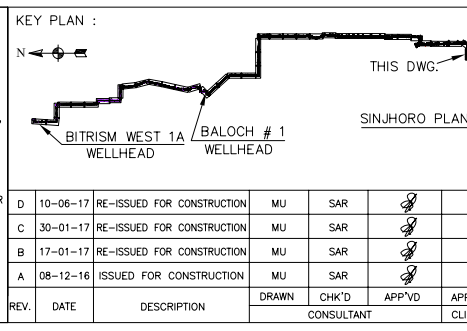 KEY PLAN :
N
THIS DWG.
SINJHORO PLAN
BITRISM WEST 1A
WELLHEAD
BALOCH # 1
WELLHEAD
D 10-06-17 RE-ISSUED FOR CONSTRUCTION MU SAR
C 30-01-17 RE-ISSUED FOR CONSTRUCTION MU SAR
B 17-01-17 RE-ISSUED FOR CONSTRUCTION MU SAR
A 08-12-16 ISSUED FOR CONSTRUCTION MU SAR
REV. DATE DESCRIPTION DRAWN CHK'D APP'VD
CONSULTANT